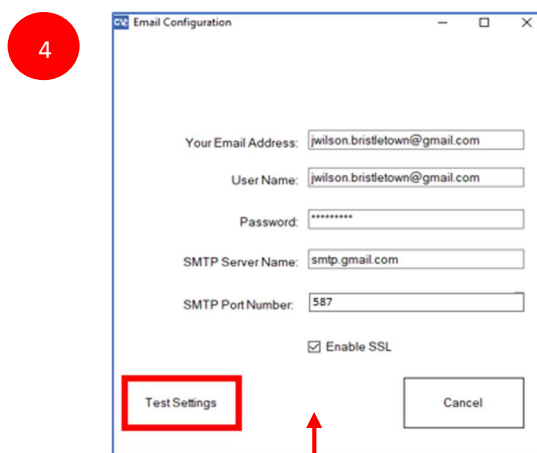 4
CV: Email Configuration
Your Email Address: jwilson.bristletown@gmail.com
User Name: jwilson.bristletown@gmail.com
Password: *********
SMTP Server Name: smtp.gmail.com
SMTP Port Number: 587
Enable SSL
Test Settings
Cancel